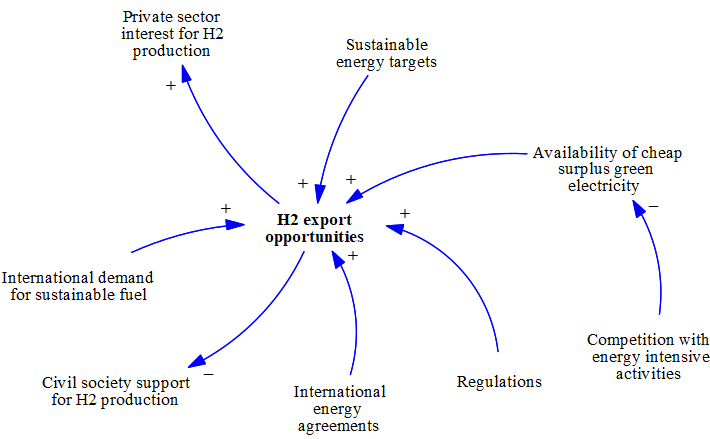 Private sector
interest for H2
production
+
Sustainable
energy targets
+
+
Availability of cheap
surplus green
electricity
−
+
H2 export
opportunities
+
+
International demand
for sustainable fuel
Civil society support
for H2 production
−
International
energy
agreements
Regulations
Competition with
energy intensive
activities